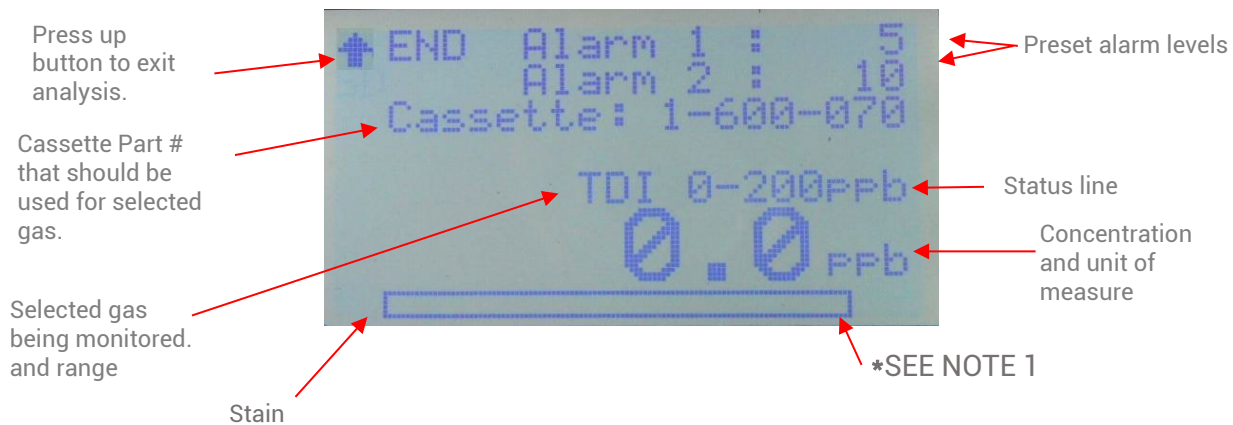 Press up
button to exit
analysis.
Cassette Part #
that should be
used for selected
gas.
Selected gas
being monitored.
and range
Stain
END Alarm 1 : 5
Alarm 2 : 10
Cassette: 1-600-070
TDI 0-200ppb
0.0 ppb
Preset alarm levels
Status line
Concentration
and unit of
measure
*SEE NOTE 1